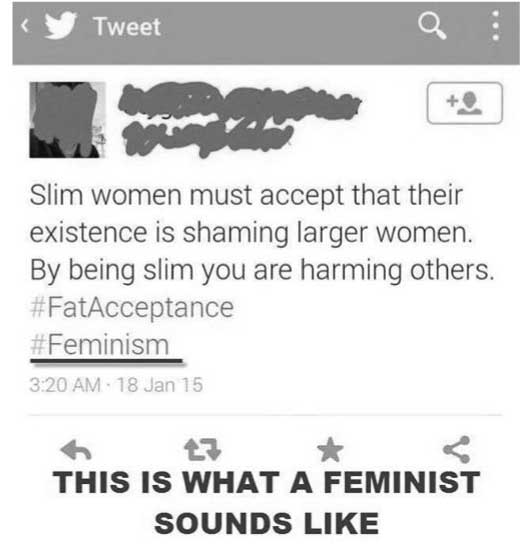 Tweet
Slim women must accept that their
existence is shaming larger women.
By being slim you are harming others.
#FatAcceptance
#Feminism
3:20 AM · 18 Jan 15
THIS IS WHAT A FEMINIST
SOUNDS LIKE